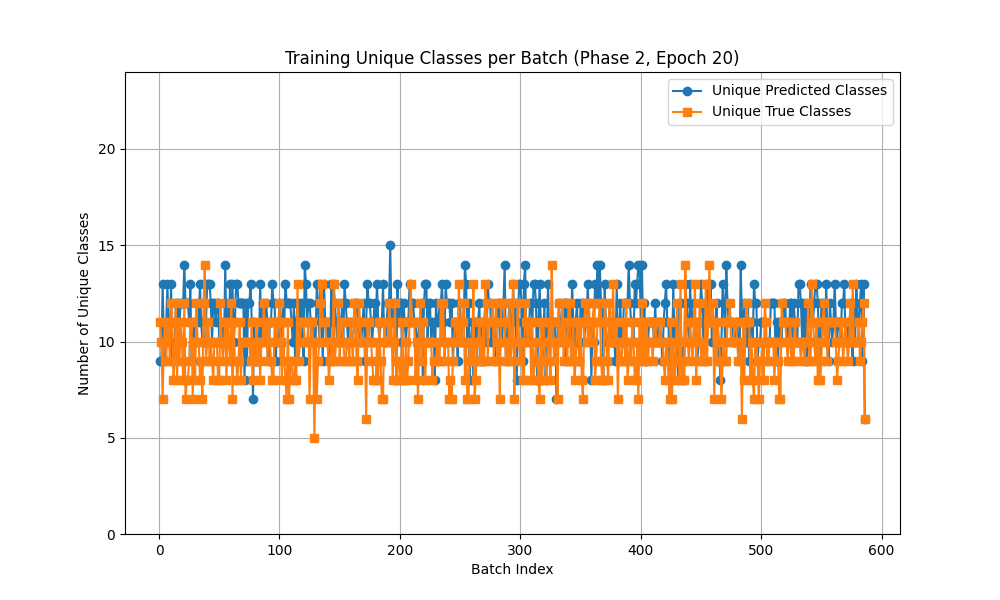 Training Unique Classes per Batch (Phase 2, Epoch 20)
Unique Predicted Classes
Unique True Classes
Number of Unique Classes
20
15
10
5
0
0 100 200 300 400 500 600
Batch Index